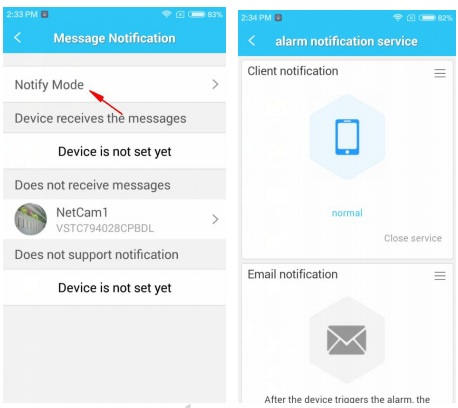 2:33 PM
83%
Message Notification
Notify Mode
Device receives the messages
Device is not set yet
Does not receive messages
NetCam1
VSTC794028CPBDL
Does not support notification
Device is not set yet
2:34 PM
82%
alarm notification service
Client notification
normal
Close service
Email notification
After the device triggers the alarm, the